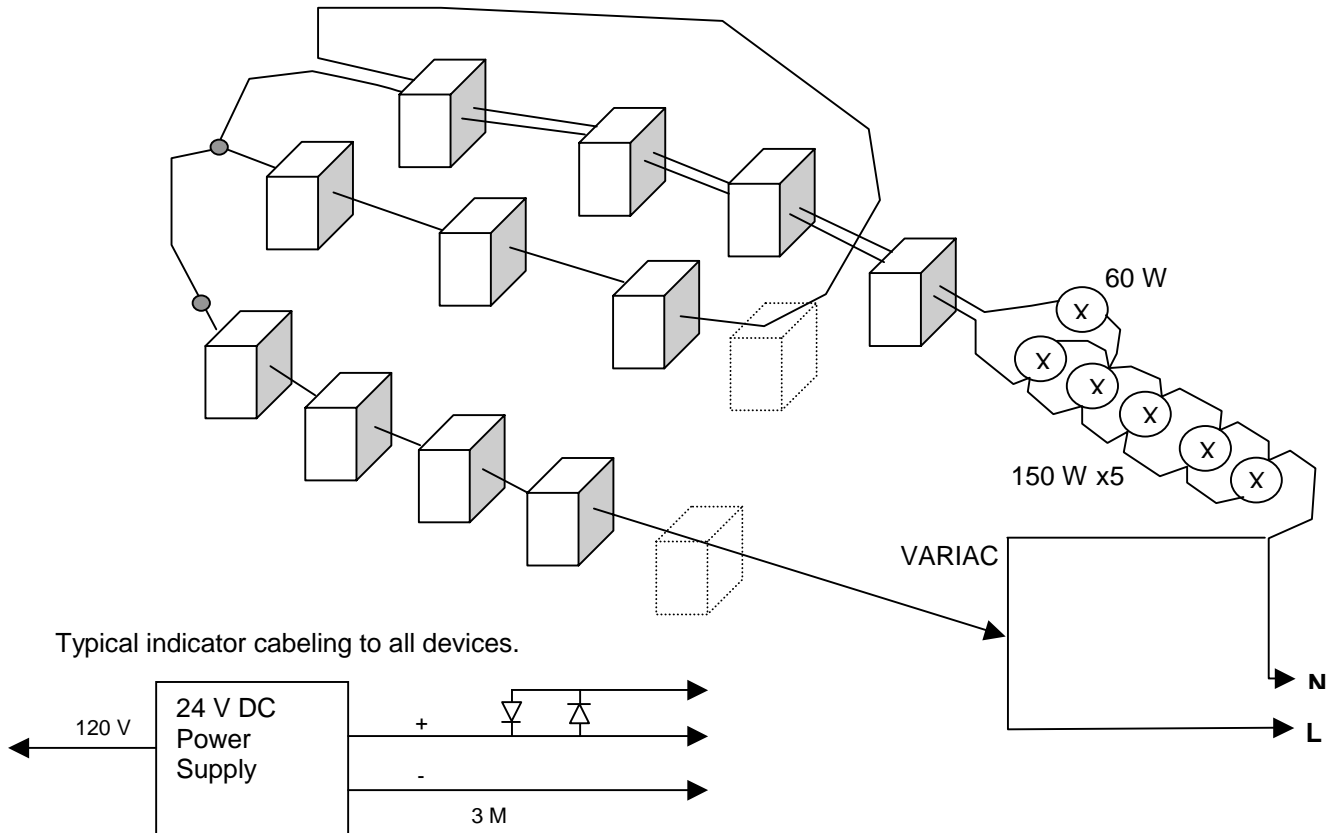 60 W
X
X
X
X
X
X
150 W x5
VARIAC
Typical indicator cabeling to all devices.
N
L
120 V
24 V DC
Power
Supply
+
-
3 M